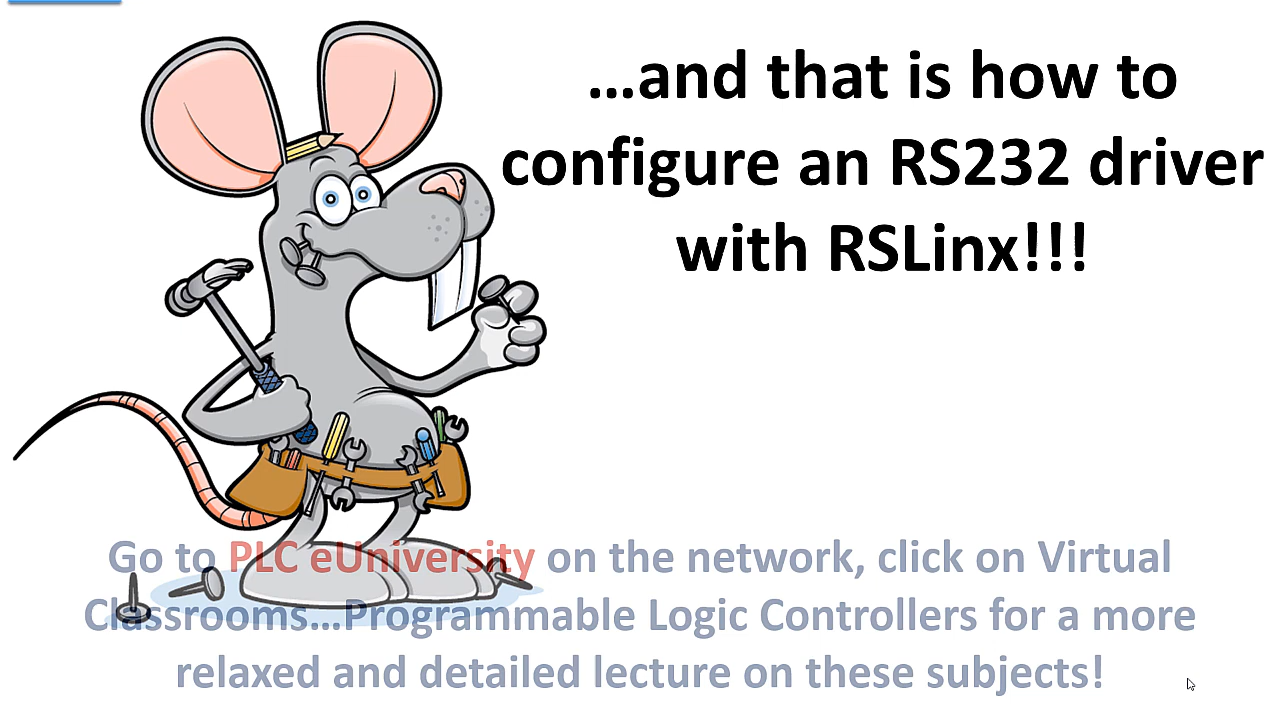 ...and that is how to
configure an RS232 driver
with RSLinx!!!
Go to PLC eUniversity on the network, click on Virtual
Classrooms...Programmable Logic Controllers for a more
relaxed and detailed lecture on these subjects!